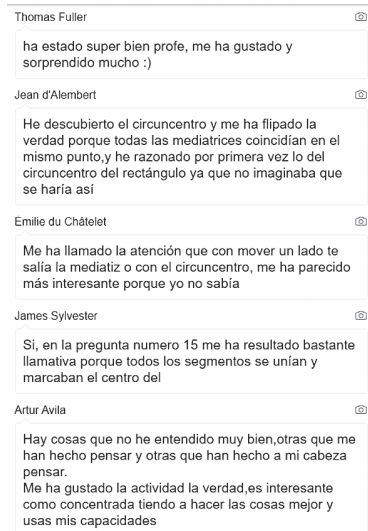 Thomas Fuller
ha estado super bien profe, me ha gustado y
sorprendido mucho :)
Jean d'Alembert
He descubierto el circuncentro y me ha flipado la
verdad porque todas las mediatrices coincidían en el
mismo punto,y he razonado por primera vez lo del
circuncentro del rectángulo ya que no imaginaba que
se haría así
Émilie du Châtelet
Me ha llamado la atención que con mover un lado te
salía la mediatiz o con el circuncentro, me ha parecido
más interesante porque yo no sabía
James Sylvester
Si, en la pregunta numero 15 me ha resultado bastante
llamativa porque todos los segmentos se unían y
marcaban el centro del
Artur Avila
Hay cosas que no he entendido muy bien,otras que me
han hecho pensar y otras que han hecho a mi cabeza
pensar.
Me ha gustado la actividad la verdad,es interesante
como concentrada tiendo a hacer las cosas mejor y
usas mis capacidades